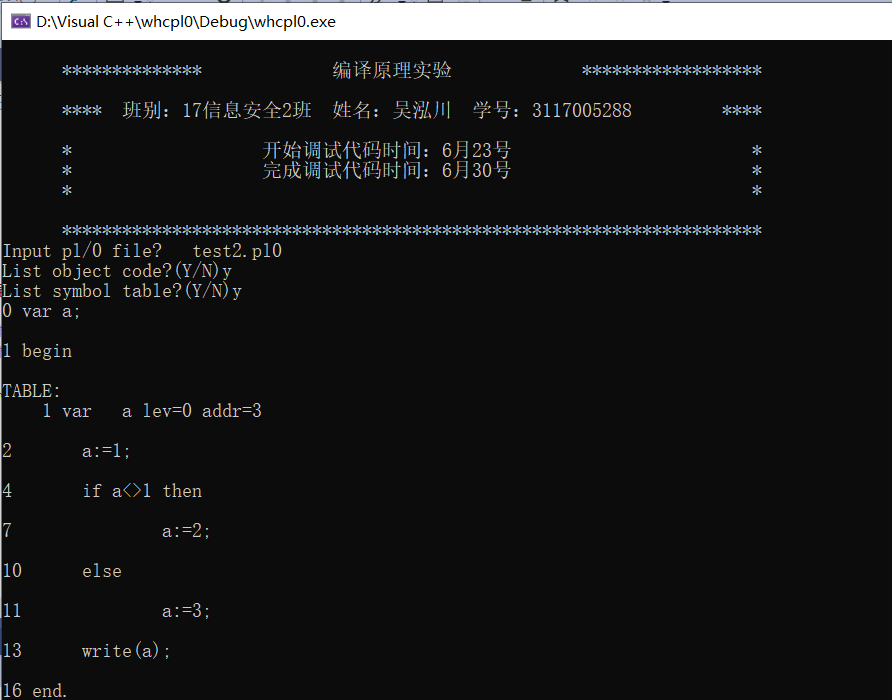 D:\Visual C++\whcpl0\Debug\whcpl0.exe
************** 编译原理实验 ******************
**** 班别：17信息安全2班 姓名：吴泓川 学号：3117005288 ****
* 开始调试代码时间：6月23号 *
* 完成调试代码时间：6月30号 *
* *
**********************************************************************
Input pl/0 file? test2.pl0
List object code?(Y/N)y
List symbol table?(Y/N)y
0 var a;
1 begin
TABLE:
1 var a lev=0 addr=3
2 a:=1;
4 if a<>1 then
7 a:=2;
10 else
11 a:=3;
13 write(a);
16 end.